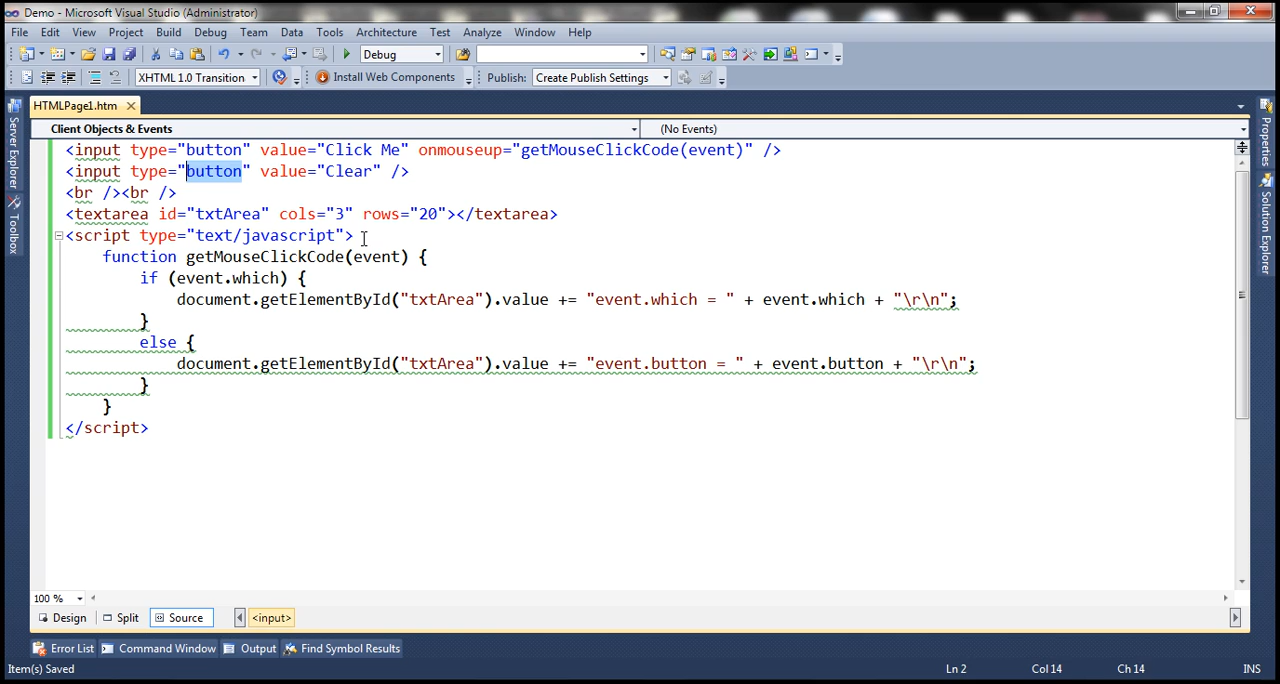 Demo - Microsoft Visual Studio (Administrator)
File Edit View Project Build Debug Team Data Tools Architecture Test Analyze Window Help
Debug
XHTML 1.0 Transition Install Web Components Publish: Create Publish Settings
HTMLPage1.htm
Client Objects & Events (No Events)
Server Explorer
Toolbox
Properties
Solution Explorer
<input type="button" value="Click Me" onmouseup="getMouseClickCode(event)" />
<input type="button" value="Clear" />
<br /><br />
<textarea id="txtArea" cols="3" rows="20"></textarea>
<script type="text/javascript">
function getMouseClickCode(event) {
if (event.which) {
document.getElementById("txtArea").value += "event.which = " + event.which + "\r\n";
}
else {
document.getElementById("txtArea").value += "event.button = " + event.button + "\r\n";
}
}
</script>
100 %
Design Split Source <input>
Error List Command Window Output Find Symbol Results
Item(s) Saved Ln 2 Col 14 Ch 14 INS